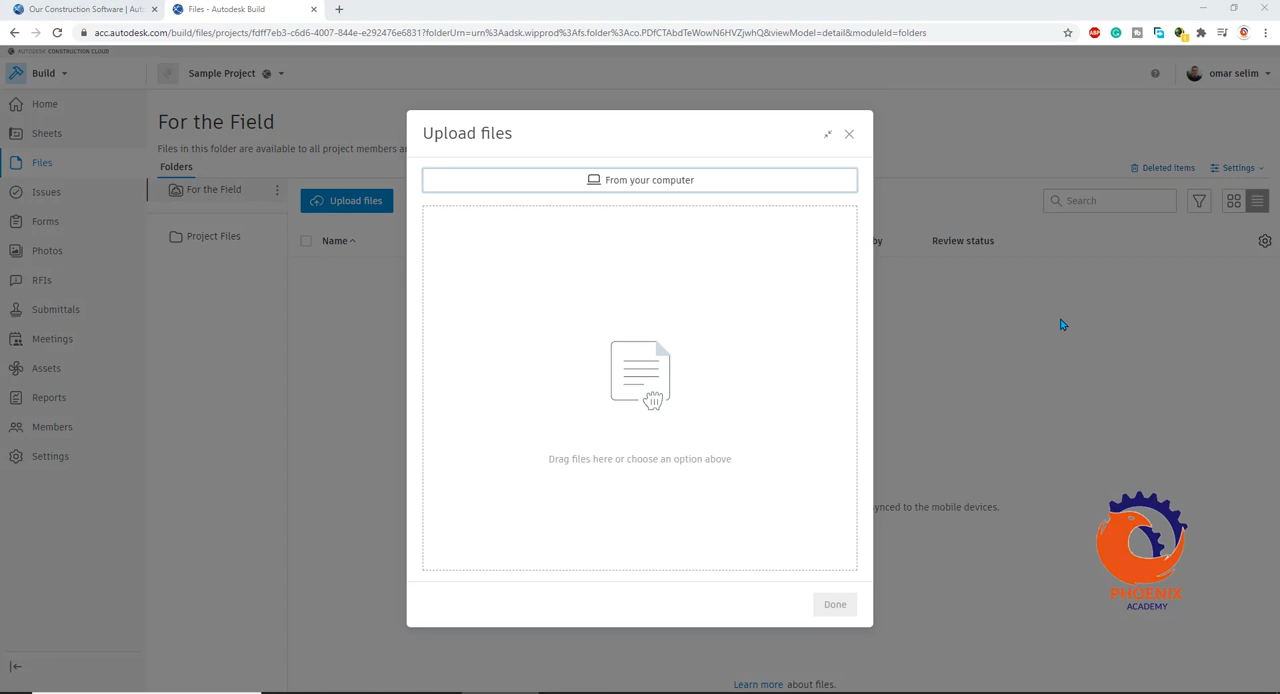 Our Construction Software | Aut
Files - Autodesk Build
acc.autodesk.com/build/files/projects/fdff7eb3-c6d6-4007-844e-e292476e6831?folderUrn=urn%3Aadsk.wipprod%3Afs.folder%3Aco.PDfCTAbdTeWowN6HVZjwhQ&viewModel=detail&moduleId=folders
ABP
AUTODESK CONSTRUCTION CLOUD
Build
Sample Project
omar selim
Home
Sheets
Files
Issues
Forms
Photos
RFIs
Submittals
Meetings
Assets
Reports
Members
Settings
For the Field
Files in this folder are available to all project members
Folders
Deleted items
Settings
For the Field
Project Files
Upload files
Search
Name
by
Review status
synced to the mobile devices.
Learn more about files.
Upload files
From your computer
Drag files here or choose an option above
Done
PHOENIX
ACADEMY